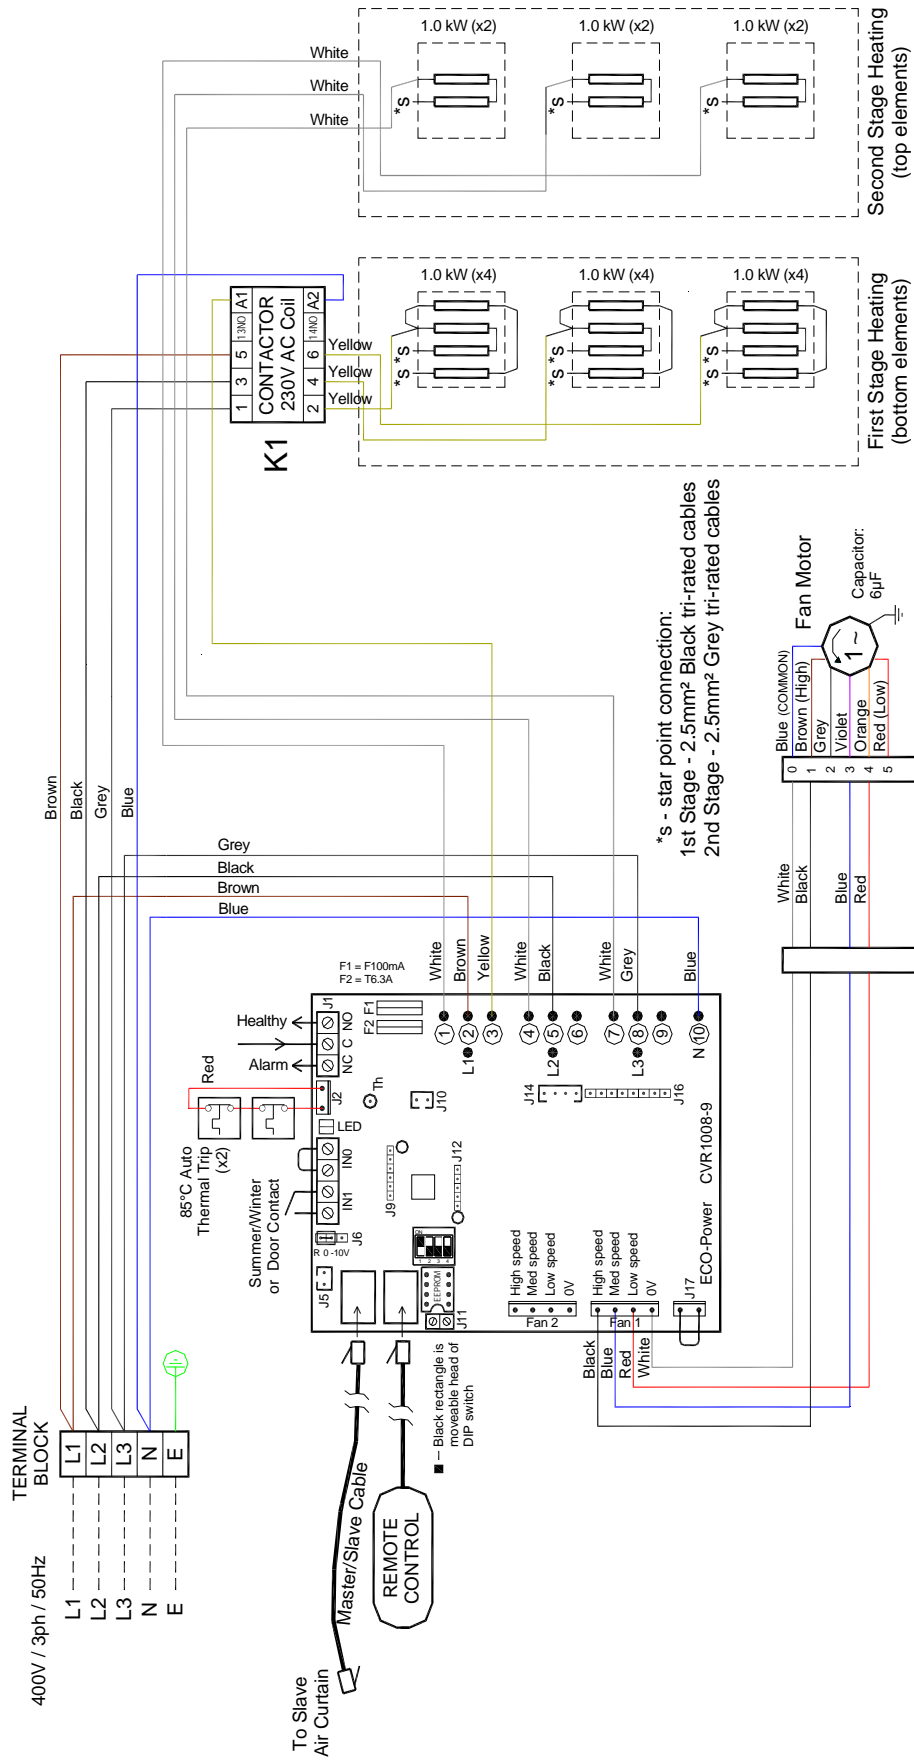 400V / 3ph / 50Hz
L1
L2
L3
N
E
TERMINAL
BLOCK
L1
L2
L3
N
E
Brown
Black
Grey
Blue
Grey
Black
Brown
Blue
To Slave
Air Curtain
Master/Slave Cable
REMOTE
CONTROL
– Black rectangle is
moveable head of
DIP switch
85°C Auto
Thermal Trip
(x2)
Red
Summer/Winter
or Door Contact
Healthy
Alarm
J1
NO
C
NC
J2
LED
IN0
IN1
J6
R 0-10V
J5
Th
J10
J9
J12
ON
1 2 3 4
EEPROM
J11
F1 = F100mA
F2 = T6.3A
F1
F2
White
Brown
Yellow
White
Black
White
Grey
Blue
1
2
3
4
5
6
7
8
9
N 10
L1
L2
L3
J14
J16
High speed
Med speed
Low speed
0V
Fan 2
High speed
Med speed
Low speed
0V
Fan 1
J17
ECO-Power CVR1008-9
Black
Blue
Red
White
White
Black
Blue
Red
0
1
2
3
4
5
Blue (COMMON)
Brown (High)
Grey
Violet
Orange
Red (Low)
1 ~
Fan Motor
Capacitor:
6µF
*s - star point connection:
1st Stage - 2.5mm² Black tri-rated cables
2nd Stage - 2.5mm² Grey tri-rated cables
K1
1 3 5 13NO A1
CONTACTOR
230V AC Coil
2 4 6 14NO A2
Yellow
Yellow
Yellow
White
White
White
1.0 kW (x4)
1.0 kW (x4)
1.0 kW (x4)
*s
*s
*s
*s
*s
*s
First Stage Heating
(bottom elements)
1.0 kW (x2)
1.0 kW (x2)
1.0 kW (x2)
*s
*s
*s
Second Stage Heating
(top elements)